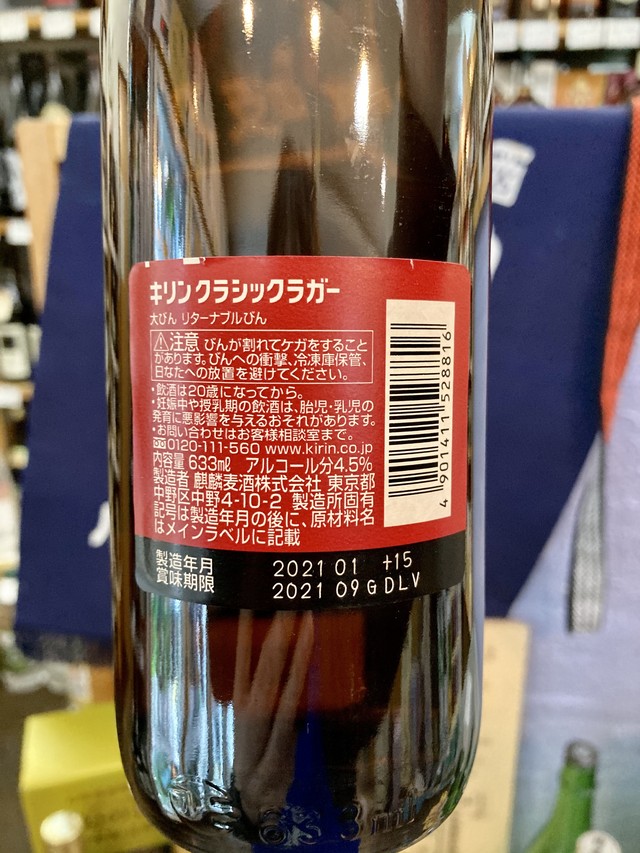 キリン クラシックラガー
大びん リターナブルびん
⚠注意 びんが割れてケガをすること
があります。びんへの衝撃、冷凍庫保管、
日なたへの放置を避けてください。
・飲酒は20歳になってから。
・妊娠中や授乳期の飲酒は、胎児・乳児の
発育に悪影響を与えるおそれがあります。
・お問い合わせはお客様相談室まで。
0120-111-560 www.kirin.co.jp
内容量 633㎖ アルコール分4.5%
製造者 麒麟麦酒株式会社 東京都
中野区中野4-10-2 製造所固有
記号は製造年月の後に、原材料名
はメインラベルに記載
4 901411 528816
製造年月 2021 01 +15
賞味期限 2021 09 G DLV
633ml